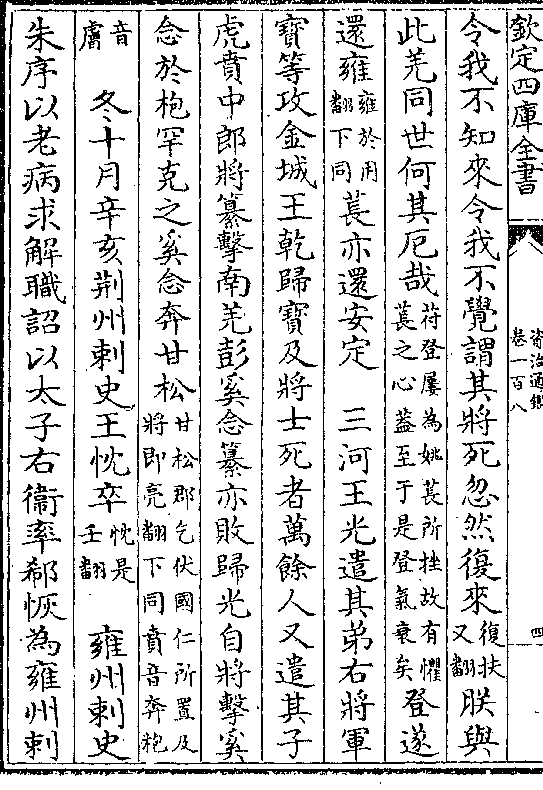 欽定四庫全書
資治通鑑
卷一百八
四
令我不知來令我不覺謂其將死忽然復來復扶又翻朕與
此羌同世何其厄哉苻登屢為姚萇所挫故有懼萇之心蓋至于是登氣衰矣登遂
還雍雍於用翻下同萇亦還安定　三河王光遣其弟右將軍
寶等攻金城王乾歸寶及將士死者萬餘人又遣其子
虎賁中郎將纂擊南羌彭奚念纂亦敗歸光自將擊奚
念於枹罕克之奚念奔甘松甘松郡乞伏國仁所置及將即亮翻下同賁音奔枹
音膚　冬十月辛亥荆州刺史王忱卒忱是壬翻　雍州刺史
朱序以老病求解職詔以太子右衛率郗恢為雍州刺